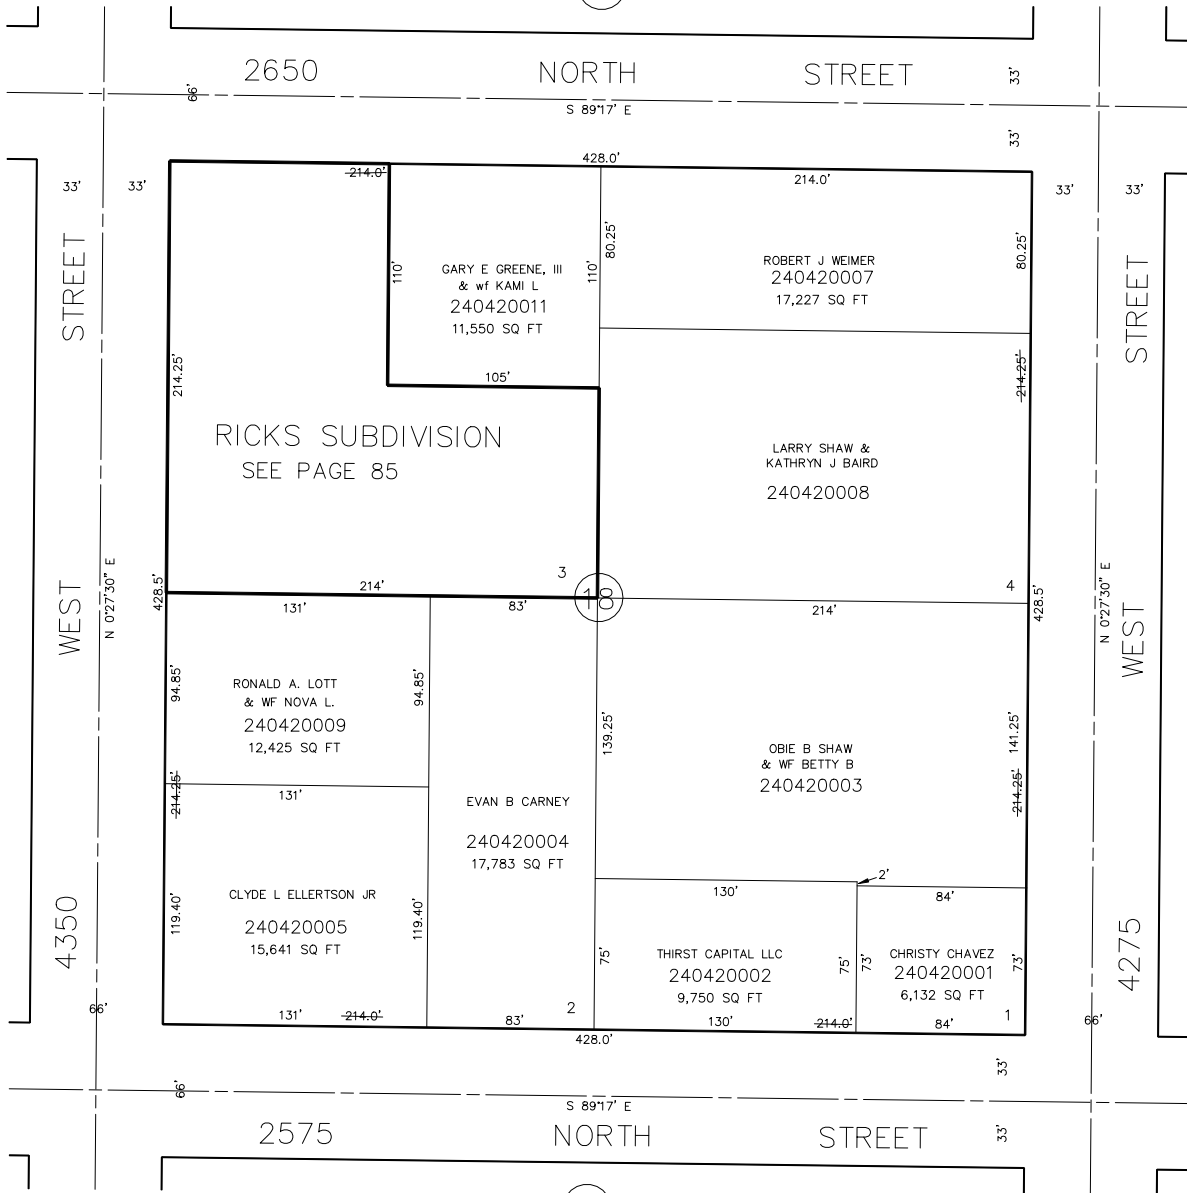 2650 NORTH STREET
33'
66'
S 89°17' E
33'
428.0'
33'
33'
214.0'
214.0'
33'
33'
STREET
110'
110'
80.25'
80.25'
STREET
GARY E GREENE, III
& wf KAMI L
240420011
11,550 SQ FT
ROBERT J WEIMER
240420007
17,227 SQ FT
214.25'
105'
214.25'
RICKS SUBDIVISION
SEE PAGE 85
LARRY SHAW &
KATHRYN J BAIRD
240420008
3
18
4
428.5'
N 0°27'30" E
214'
131'
83'
214'
428.5'
N 0°27'30" E
WEST
WEST
94.85'
94.85'
RONALD A. LOTT
& WF NOVA L.
240420009
12,425 SQ FT
139.25'
141.25'
OBIE B SHAW
& WF BETTY B
240420003
214.25'
131'
214.25'
EVAN B CARNEY
240420004
17,783 SQ FT
2'
130'
84'
119.40'
119.40'
CLYDE L ELLERTSON JR
240420005
15,641 SQ FT
4350
4275
75'
THIRST CAPITAL LLC
240420002
9,750 SQ FT
75'
73'
CHRISTY CHAVEZ
240420001
6,132 SQ FT
73'
66'
131'
214.0'
83'
2
130'
214.0'
84'
1
66'
428.0'
33'
66'
S 89°17' E
33'
2575 NORTH STREET